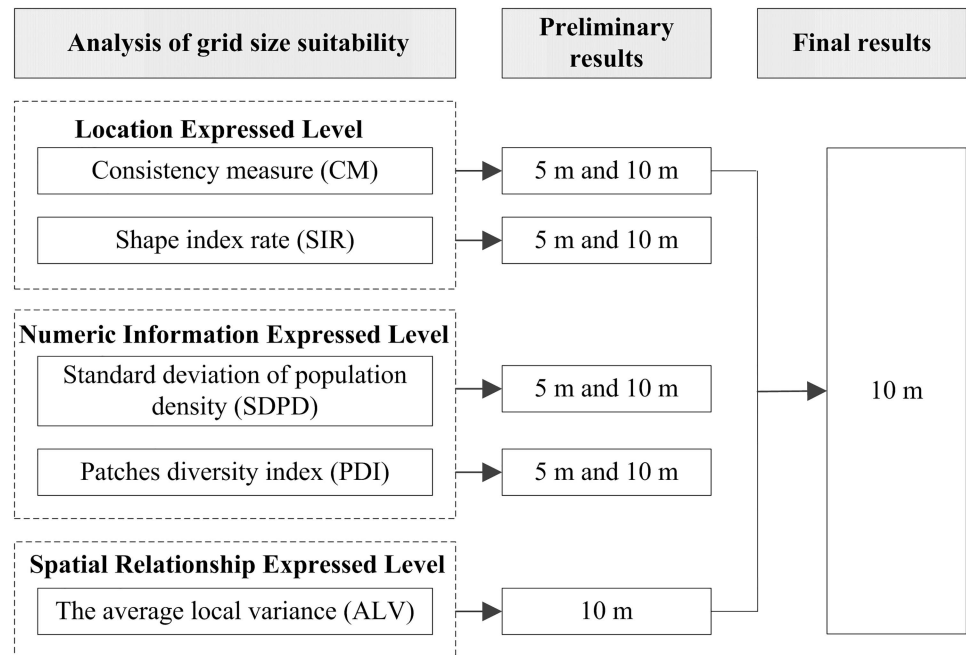 Analysis of grid size suitability
Preliminary
results
Final results
Location Expressed Level
Consistency measure (CM)
5 m and 10 m
Shape index rate (SIR)
5 m and 10 m
Numeric Information Expressed Level
Standard deviation of population
density (SDPD)
5 m and 10 m
Patches diversity index (PDI)
5 m and 10 m
Spatial Relationship Expressed Level
The average local variance (ALV)
10 m
10 m